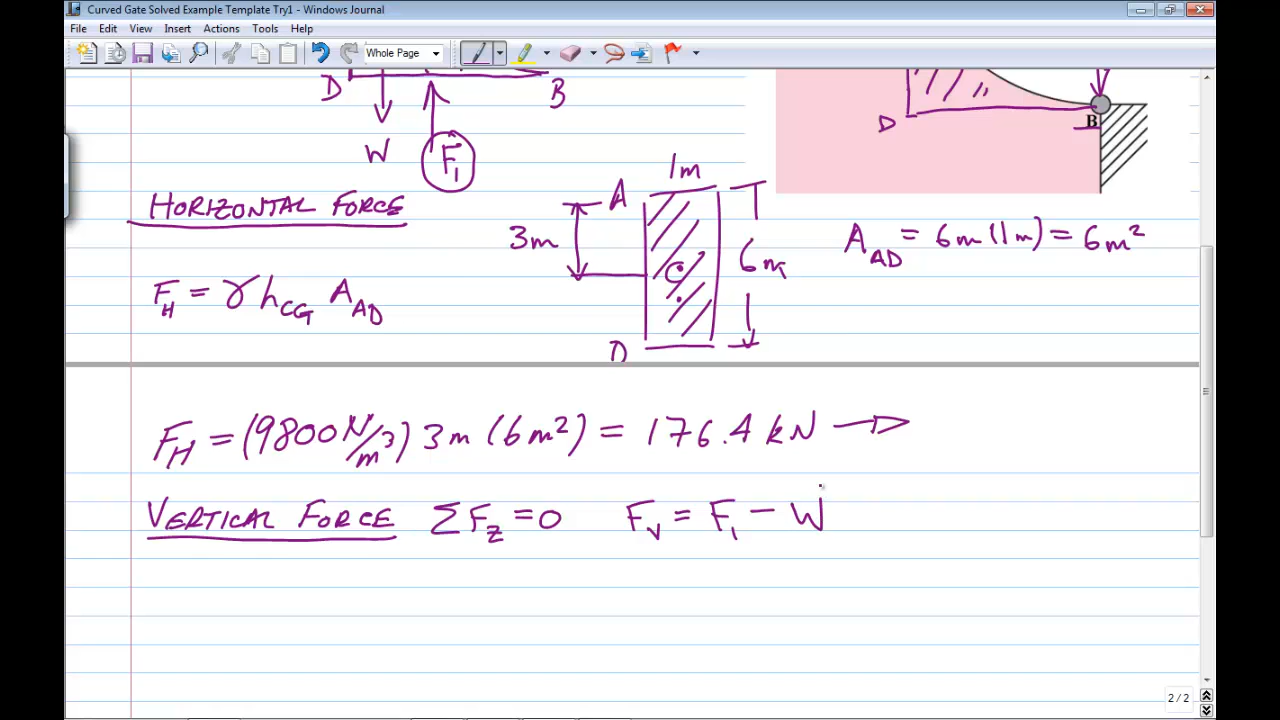 Curved Gate Solved Example Template Try1 - Windows Journal
File Edit View Insert Actions Tools Help
Whole Page
D B
W F̂₁
D B
HORIZONTAL FORCE
A 1m
3m 6m
D
A_AD = 6m(1m) = 6m²
F_H = γ h_CG A_AD
F_H = (9800 N/m³) 3m (6m²) = 176.4 kN →
VERTICAL FORCE ΣF_z = 0 F_V = F₁ - W
2/2